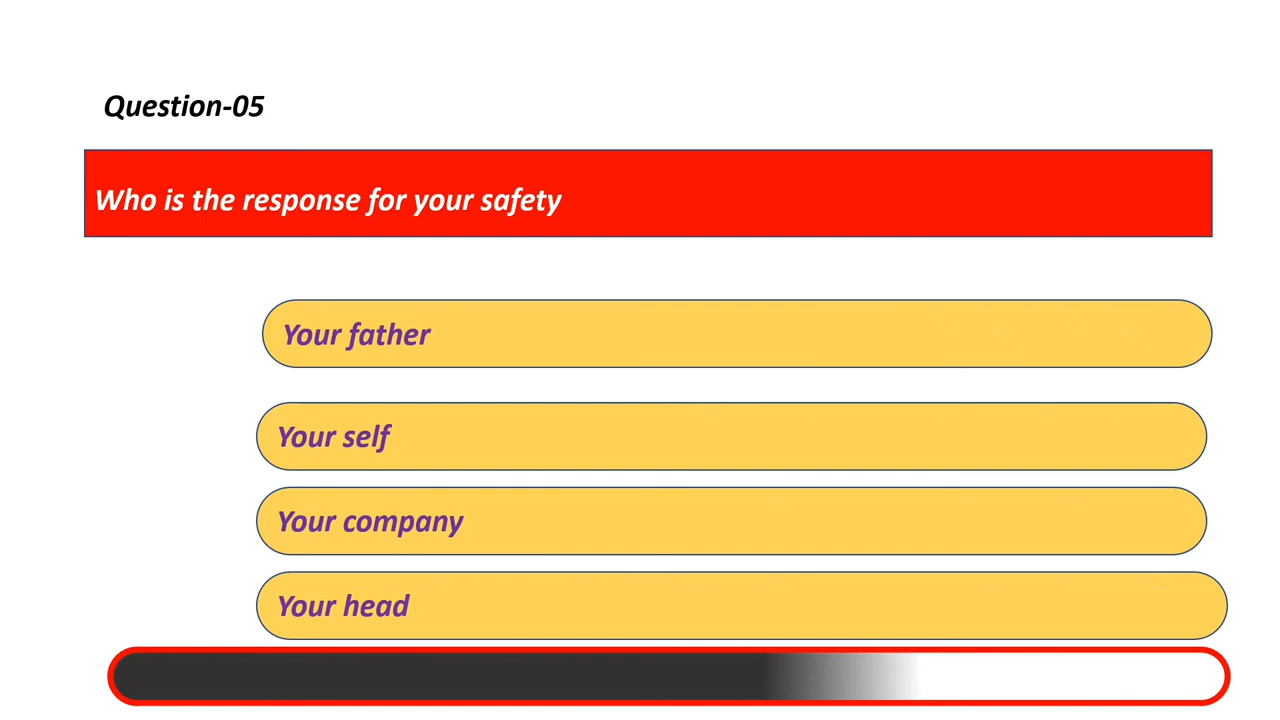 Question-05
Who is the response for your safety
Your father
Your self
Your company
Your head